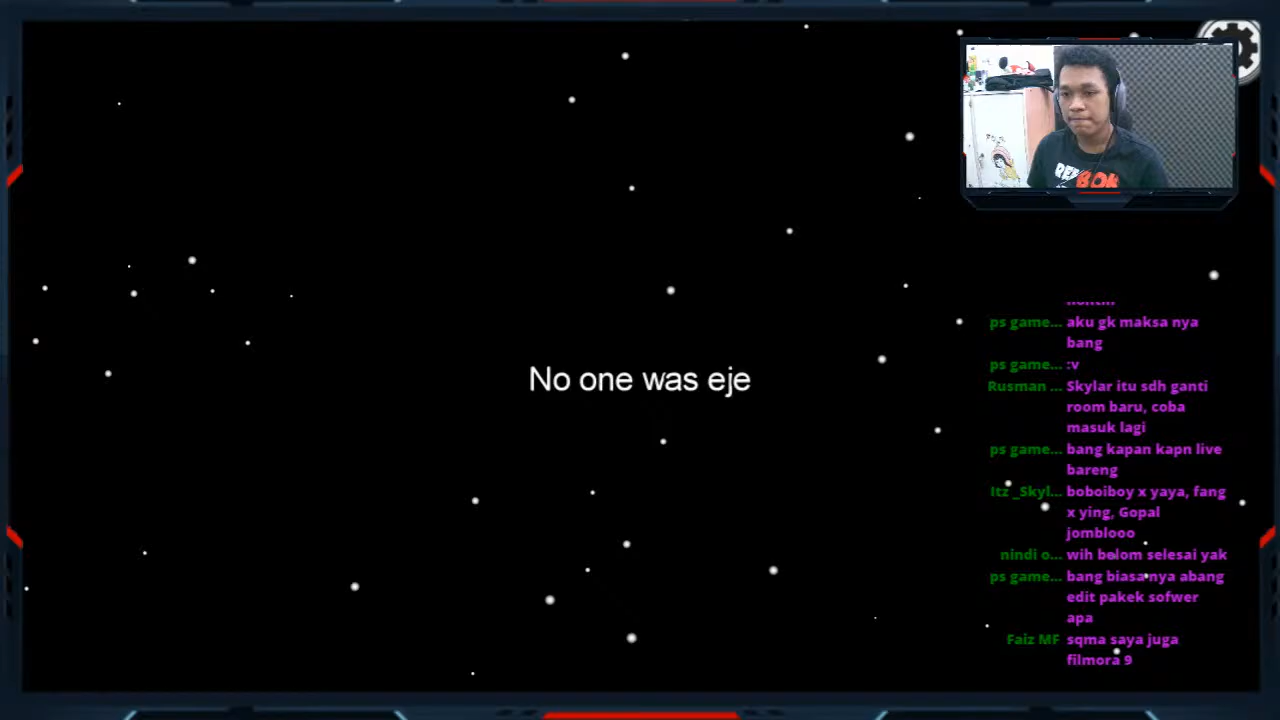 No one was eje
ps game... aku gk maksa nya
bang
ps game... :v
Rusman ... Skylar itu sdh ganti
room baru, coba
masuk lagi
ps game... bang kapan kapn live
bareng
Itz _Skyl... boboiboy x yaya, fang
x ying, Gopal
jomblooo
nindi o... wih belom selesai yak
ps game... bang biasa nya abang
edit pakek sofwer
apa
Faiz MF sqma saya juga
filmora 9